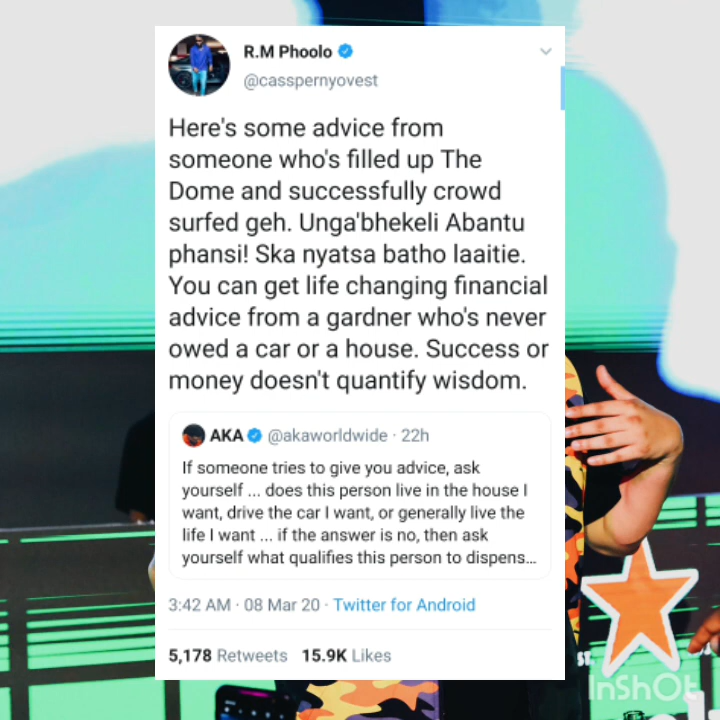 R.M Phoolo
@casspernyovest
Here's some advice from
someone who's filled up The
Dome and successfully crowd
surfed geh. Unga'bhekeli Abantu
phansi! Ska nyatsa batho laaitie.
You can get life changing financial
advice from a gardner who's never
owed a car or a house. Success or
money doesn't quantify wisdom.
AKA @akaworldwide · 22h
If someone tries to give you advice, ask
yourself ... does this person live in the house I
want, drive the car I want, or generally live the
life I want ... if the answer is no, then ask
yourself what qualifies this person to dispens...
3:42 AM · 08 Mar 20 · Twitter for Android
5,178 Retweets 15.9K Likes
ST.
InShOt